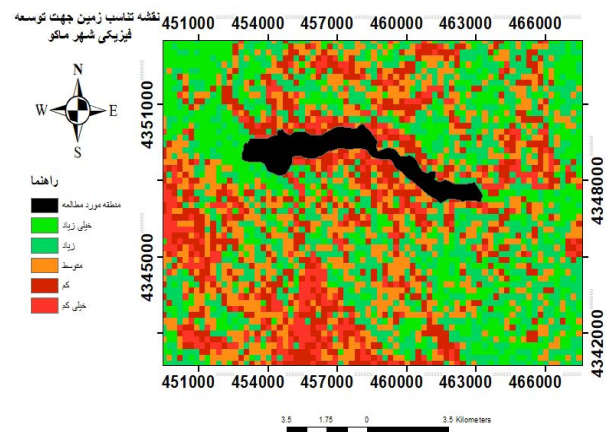 نقشه تناسب زمین جهت توسعه
فیزیکی شهر ماکو
N
W E
S
راهنما
منطقه مورد مطالعه
خیلی زیاد
زیاد
متوسط
کم
خیلی کم
451000 454000 457000 460000 463000 466000
4351000
4348000
4345000
4342000
451000 454000 457000 460000 463000 466000
3.5 1.75 0 3.5 Kilometers